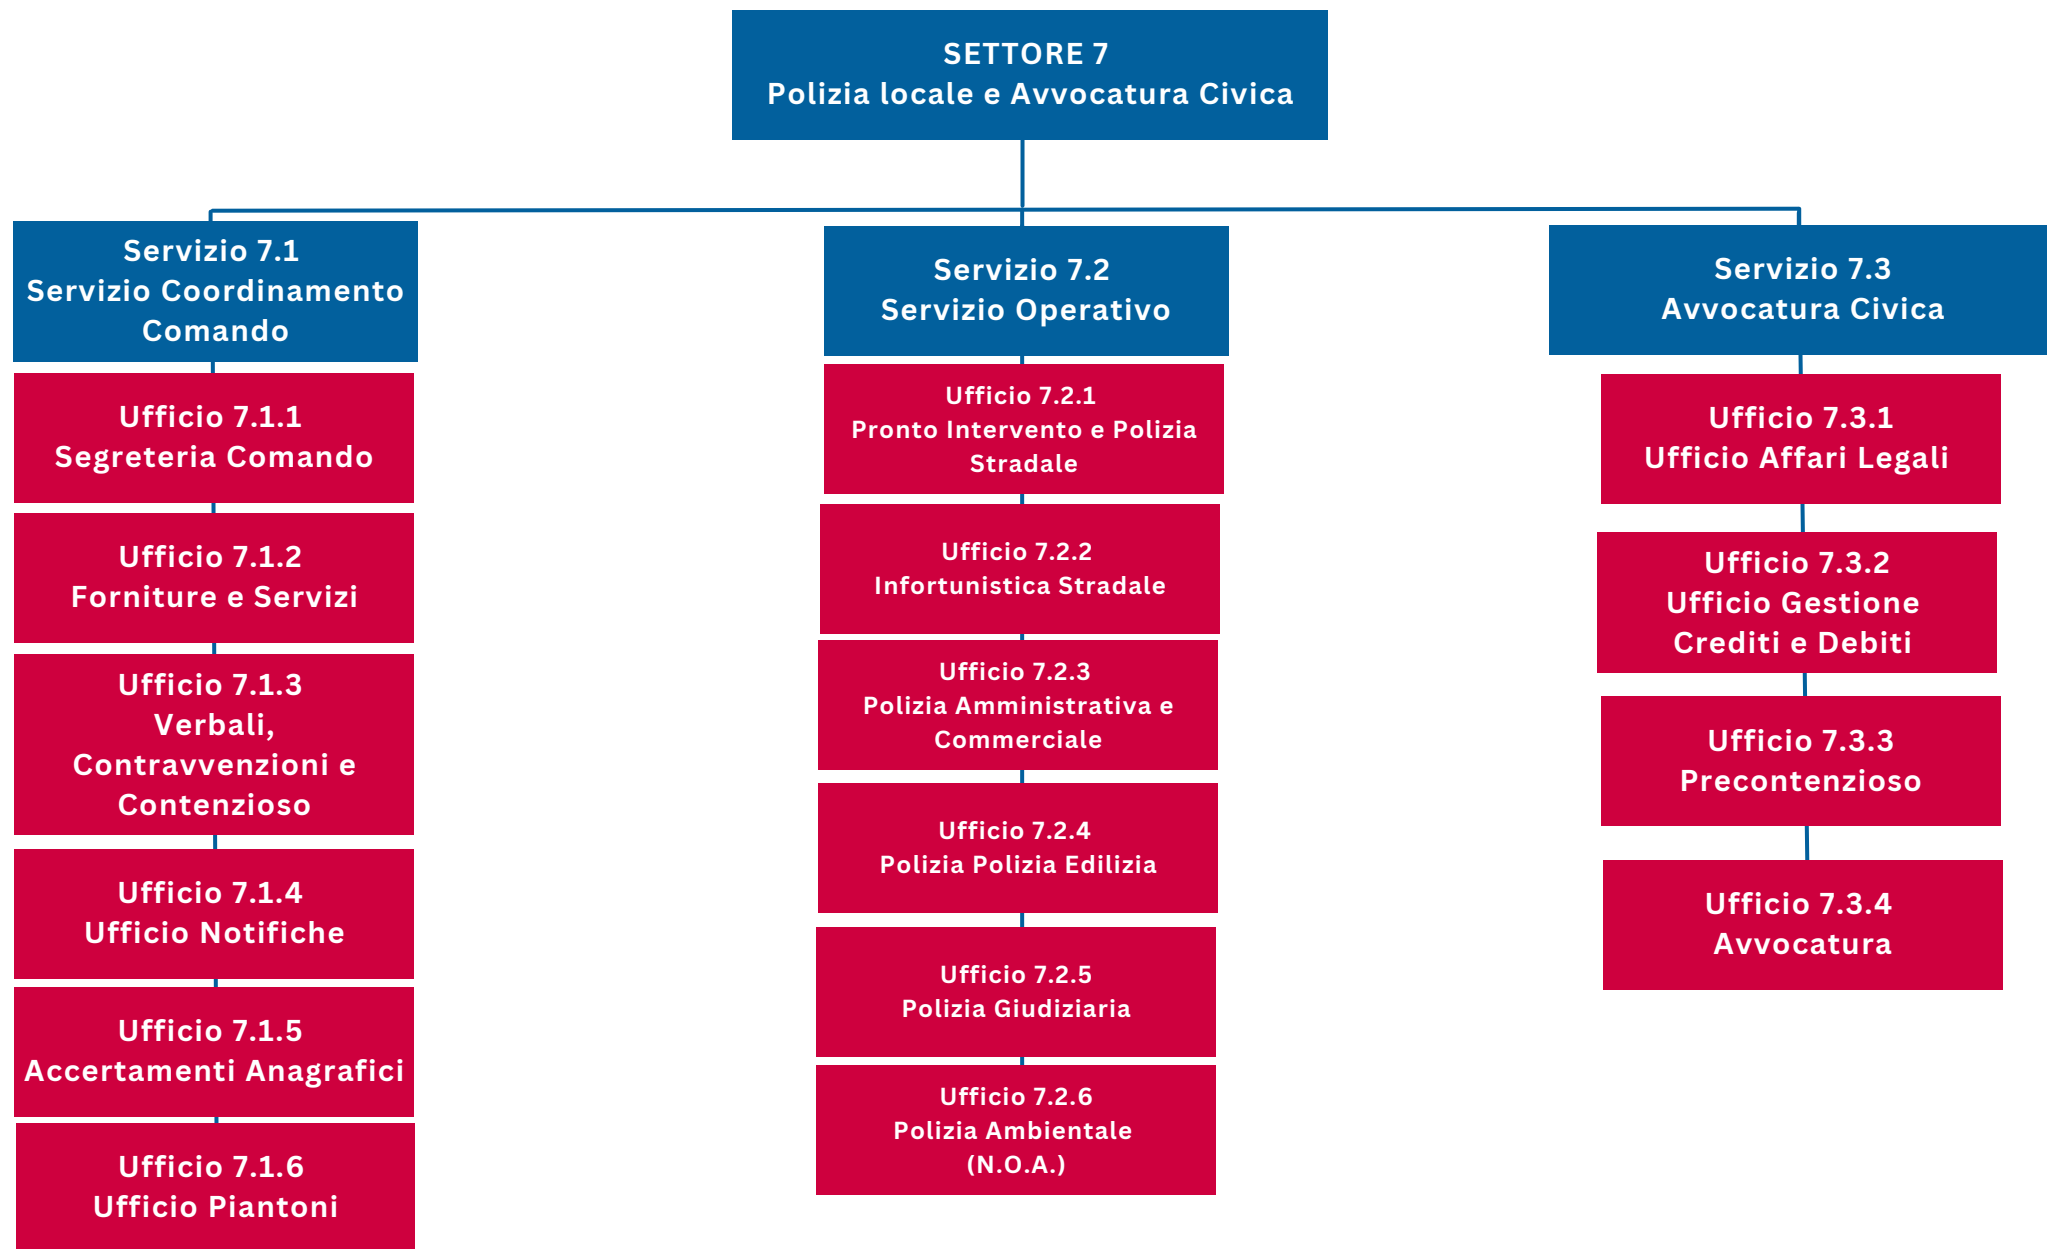 SETTORE 7
Polizia locale e Avvocatura Civica
Servizio 7.1
Servizio Coordinamento
Comando
Ufficio 7.1.1
Segreteria Comando
Ufficio 7.1.2
Forniture e Servizi
Ufficio 7.1.3
Verbali,
Contravvenzioni e
Contenzioso
Ufficio 7.1.4
Ufficio Notifiche
Ufficio 7.1.5
Accertamenti Anagrafici
Ufficio 7.1.6
Ufficio Piantoni
Servizio 7.2
Servizio Operativo
Ufficio 7.2.1
Pronto Intervento e Polizia
Stradale
Ufficio 7.2.2
Infortunistica Stradale
Ufficio 7.2.3
Polizia Amministrativa e
Commerciale
Ufficio 7.2.4
Polizia Polizia Edilizia
Ufficio 7.2.5
Polizia Giudiziaria
Ufficio 7.2.6
Polizia Ambientale
(N.O.A.)
Servizio 7.3
Avvocatura Civica
Ufficio 7.3.1
Ufficio Affari Legali
Ufficio 7.3.2
Ufficio Gestione
Crediti e Debiti
Ufficio 7.3.3
Precontenzioso
Ufficio 7.3.4
Avvocatura